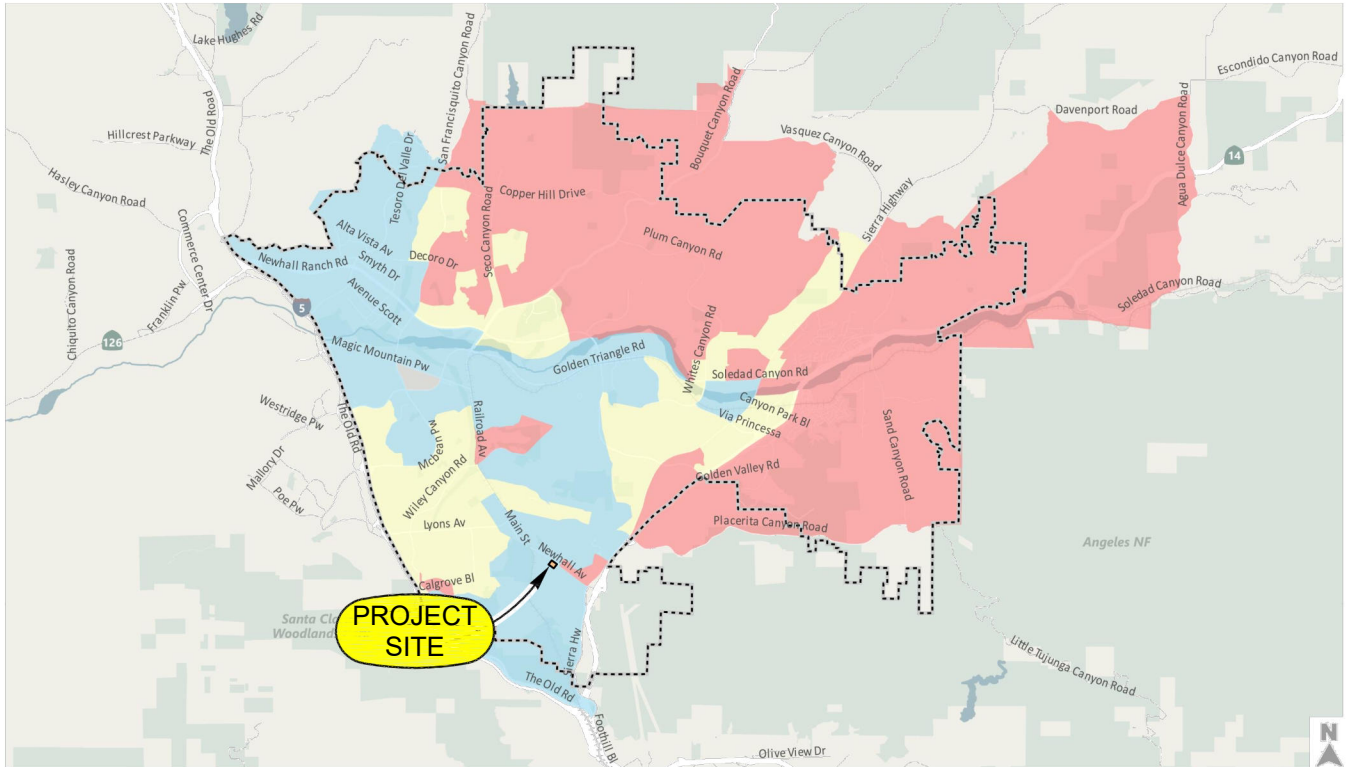 Lake Hughes Rd
San Francisquito Canyon Road
The Old Road
Hillcrest Parkway
Hasley Canyon Road
Commerce Center Dr
Chiquito Canyon Road
Franklin Pw
126
5
Tesoro Del Valle Dr
Alta Vista Av
Newhall Ranch Rd
Smyth Dr
Avenue Scott
Decoro Dr
Seco Canyon Road
Copper Hill Drive
Plum Canyon Rd
Bouquet Canyon Road
Vasquez Canyon Road
Sierra Highway
Davenport Road
Escondido Canyon Road
Agua Dulce Canyon Road
14
Soledad Canyon Road
Magic Mountain Pw
Golden Triangle Rd
Whites Canyon Rd
Soledad Canyon Rd
Canyon Park Bl
Via Princessa
Westridge Pw
The Old Rd
Mcbean Pw
Railroad Av
Mallory Dr
Poe Pw
Wiley Canyon Rd
Lyons Av
Main St
Golden Valley Rd
Sand Canyon Road
Placerita Canyon Road
Newhall Av
Calgrove Bl
Angeles NF
Santa Cla
Woodlands
PROJECT
SITE
Sierra Hw
The Old Rd
Foothill Bl
Little Tujunga Canyon Road
Olive View Dr
N